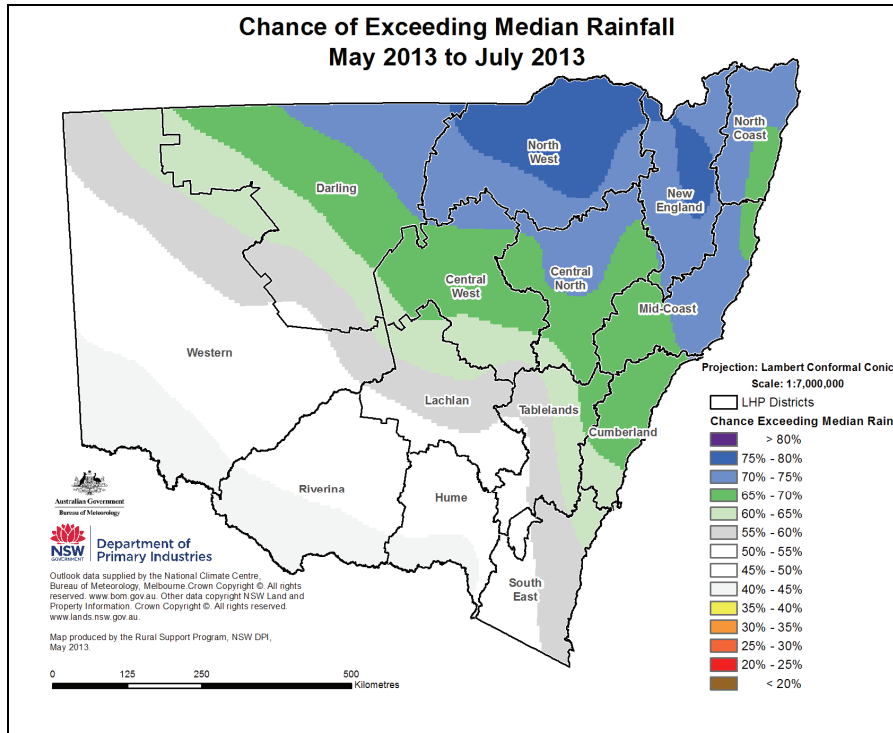 Chance of Exceeding Median Rainfall
May 2013 to July 2013
North
Coast
North
West
New
England
Darling
Central
North
Central
West
Mid-Coast
Western
Lachlan
Tablelands
Cumberland
Riverina
Hume
South
East
Projection: Lambert Conformal Conic
Scale: 1:7,000,000
LHP Districts
Chance Exceeding Median Rain
> 80%
75% - 80%
70% - 75%
65% - 70%
60% - 65%
55% - 60%
50% - 55%
45% - 50%
40% - 45%
35% - 40%
30% - 35%
25% - 30%
20% - 25%
< 20%
Australian Government
Bureau of Meteorology
NSW
GOVERNMENT
Department of
Primary Industries
Outlook data supplied by the National Climate Centre,
Bureau of Meteorology, Melbourne.Crown Copyright ©. All rights
reserved. www.bom.gov.au. Other data copyright NSW Land and
Property Information. Crown Copyright ©. All rights reserved.
www.lands.nsw.gov.au.
Map produced by the Rural Support Program, NSW DPI,
May 2013.
0 125 250 500
Kilometres